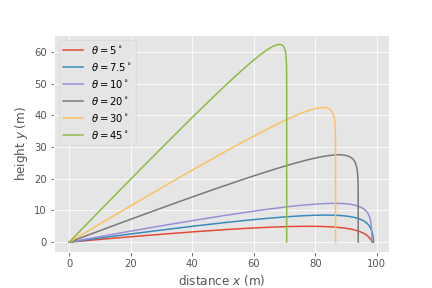 θ = 5°
θ = 7.5°
θ = 10°
θ = 20°
θ = 30°
θ = 45°
height y (m)
60
50
40
30
20
10
0
0 20 40 60 80 100
distance x (m)